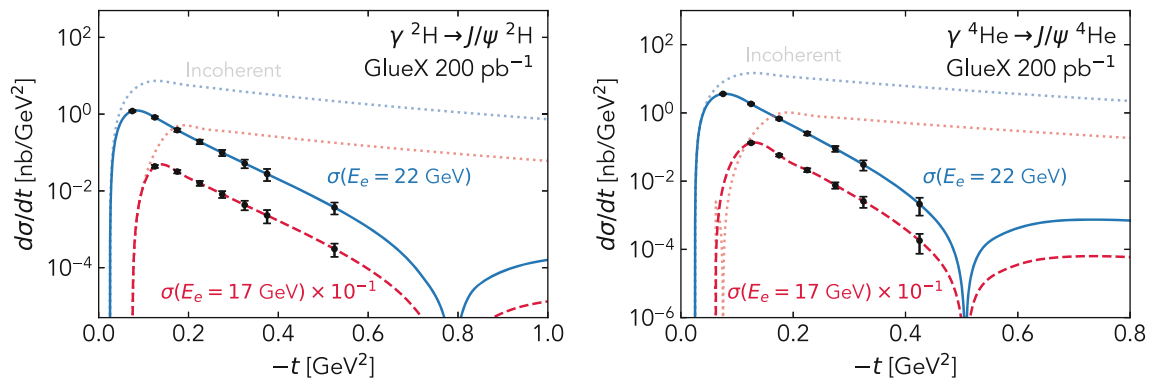 γ ²H → J/ψ ²H
GlueX 200 pb⁻¹
Incoherent
σ(Eₑ = 22 GeV)
σ(Eₑ = 17 GeV) × 10⁻¹
dσ/dt [nb/GeV²]
10²
10⁰
10⁻²
10⁻⁴
0.0 0.2 0.4 0.6 0.8 1.0
−t [GeV²]
γ ⁴He → J/ψ ⁴He
GlueX 200 pb⁻¹
Incoherent
σ(Eₑ = 22 GeV)
σ(Eₑ = 17 GeV) × 10⁻¹
dσ/dt [nb/GeV²]
10²
10⁰
10⁻²
10⁻⁴
10⁻⁶
0.0 0.2 0.4 0.6 0.8
−t [GeV²]